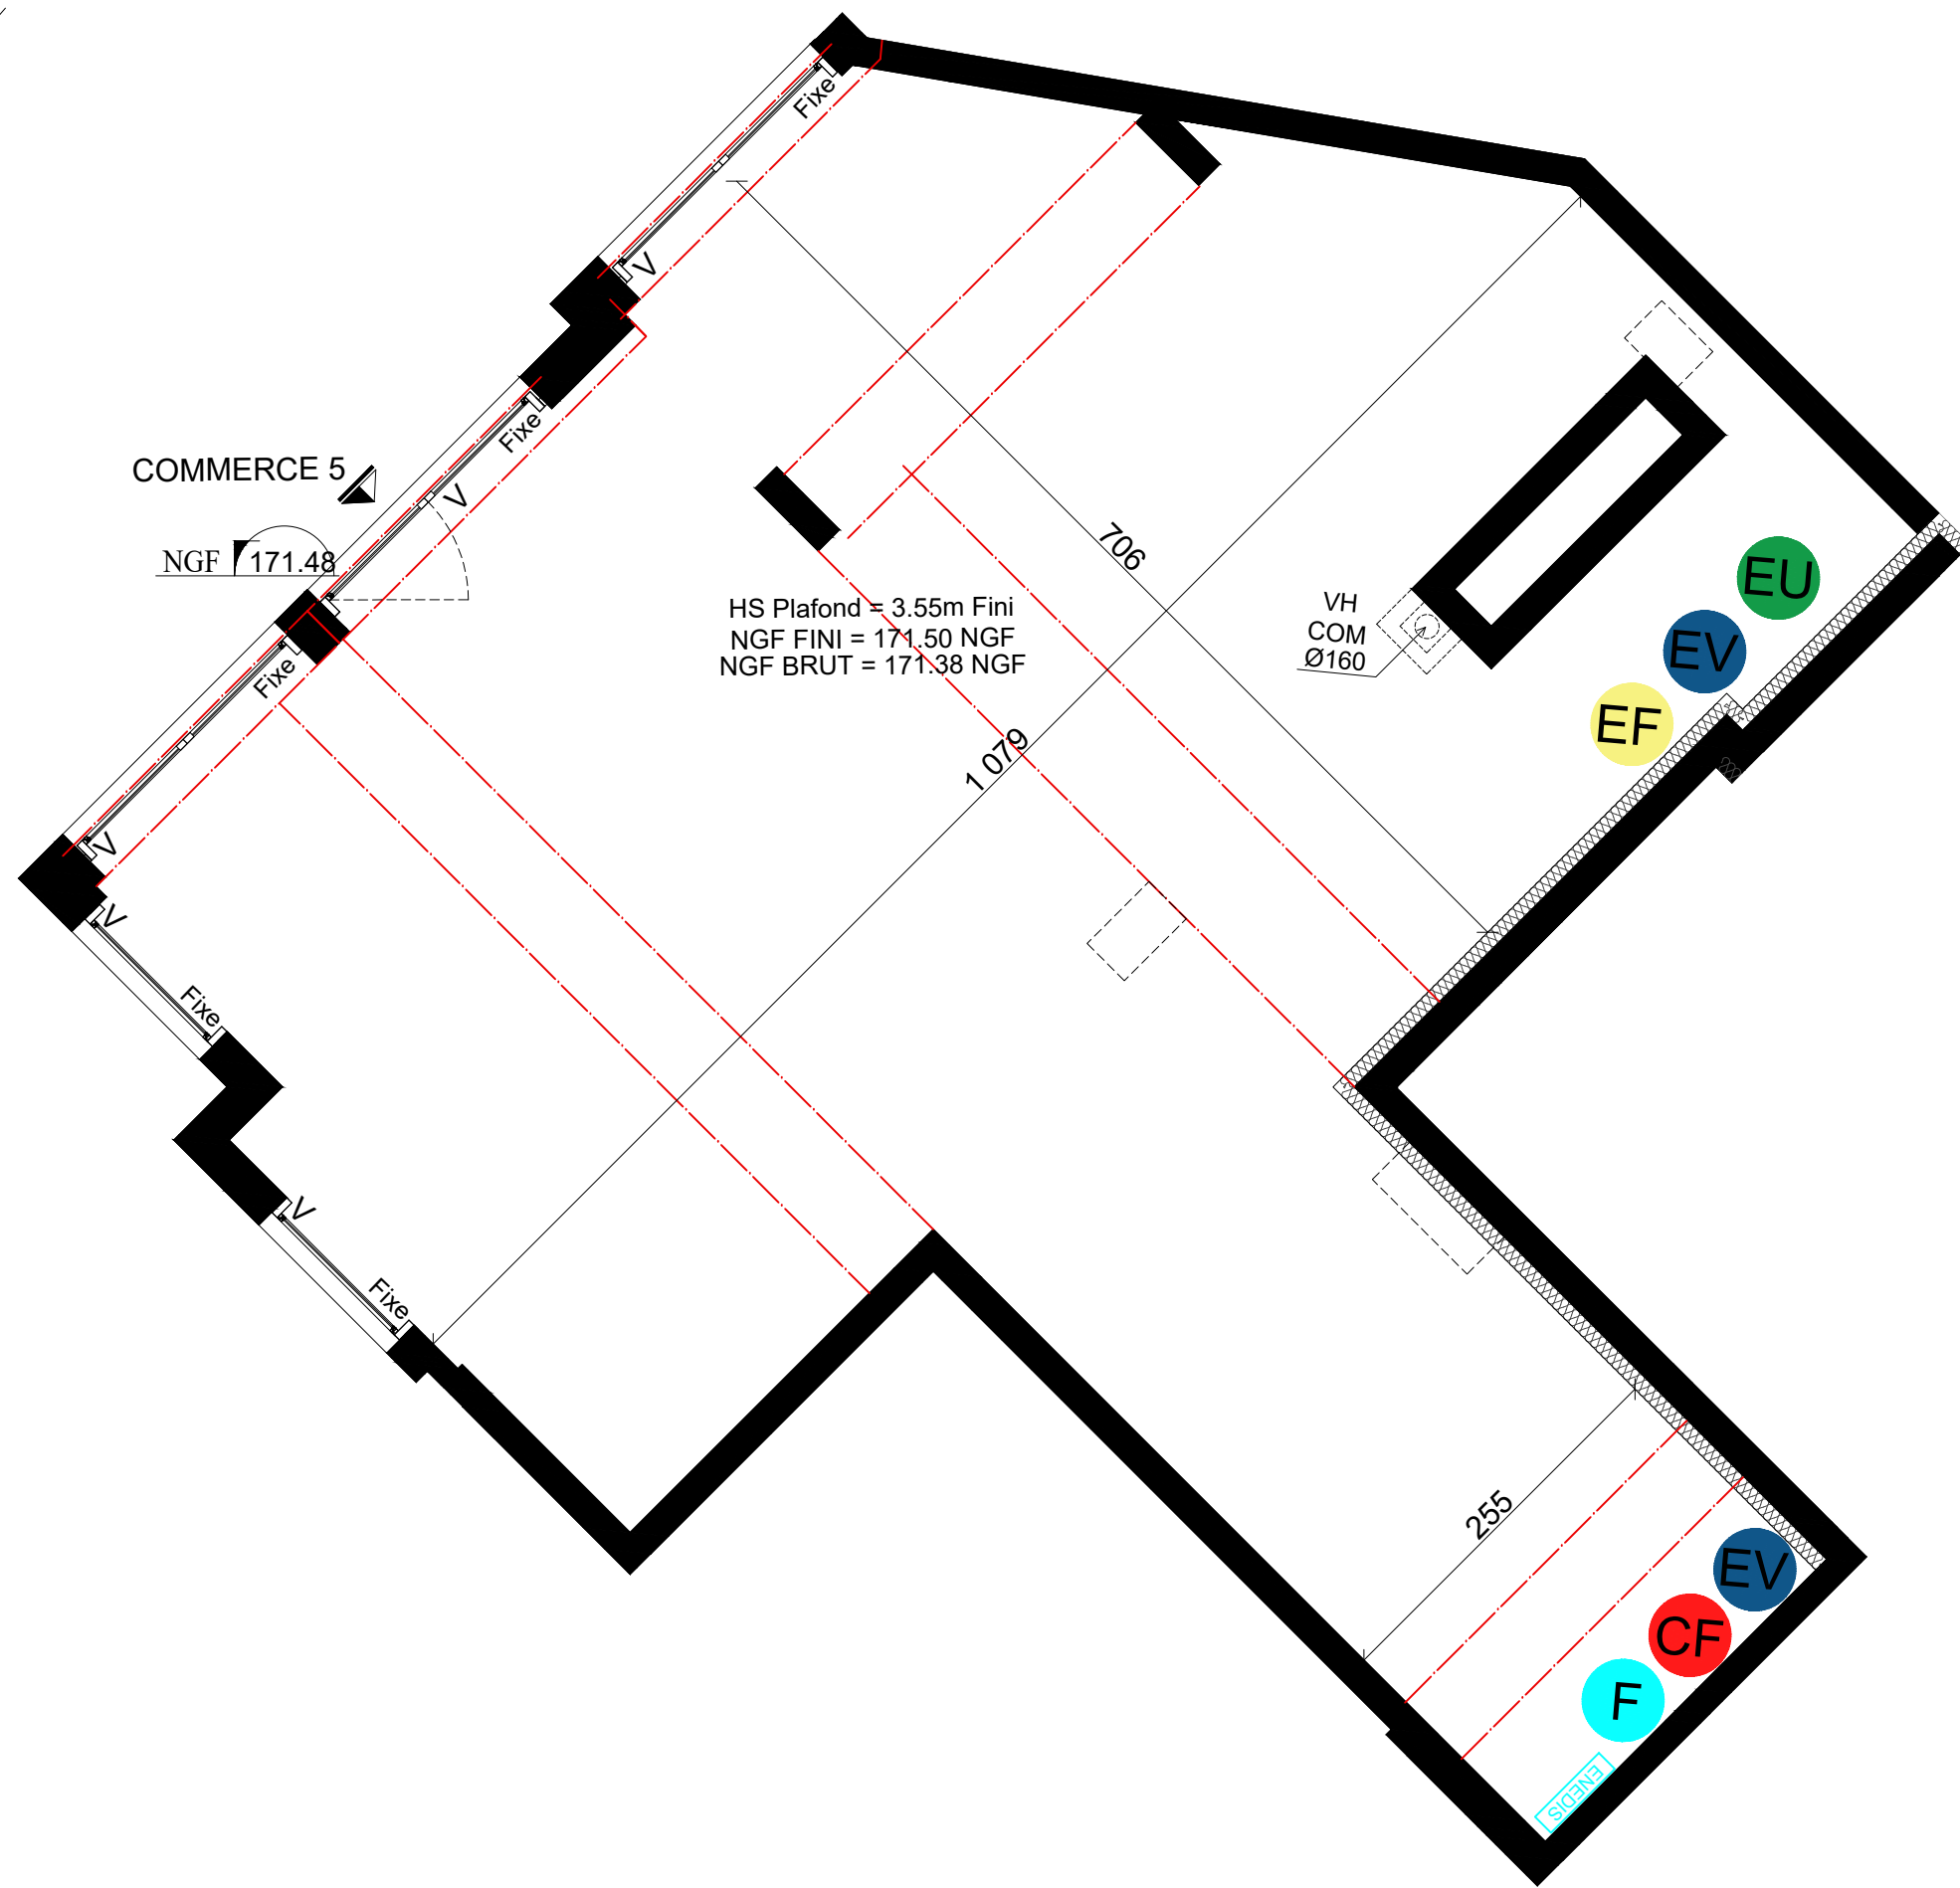 Fixe
V
COMMERCE 5
Fixe
V
NGF 171.48
706
HS Plafond = 3.55m Fini
NGF FINI = 171.50 NGF
NGF BRUT = 171.38 NGF
VH
COM
Ø160
EU
EV
EF
Fixe
1 079
V
V
Fixe
V
Fixe
255
EV
CF
F
ENEDIS